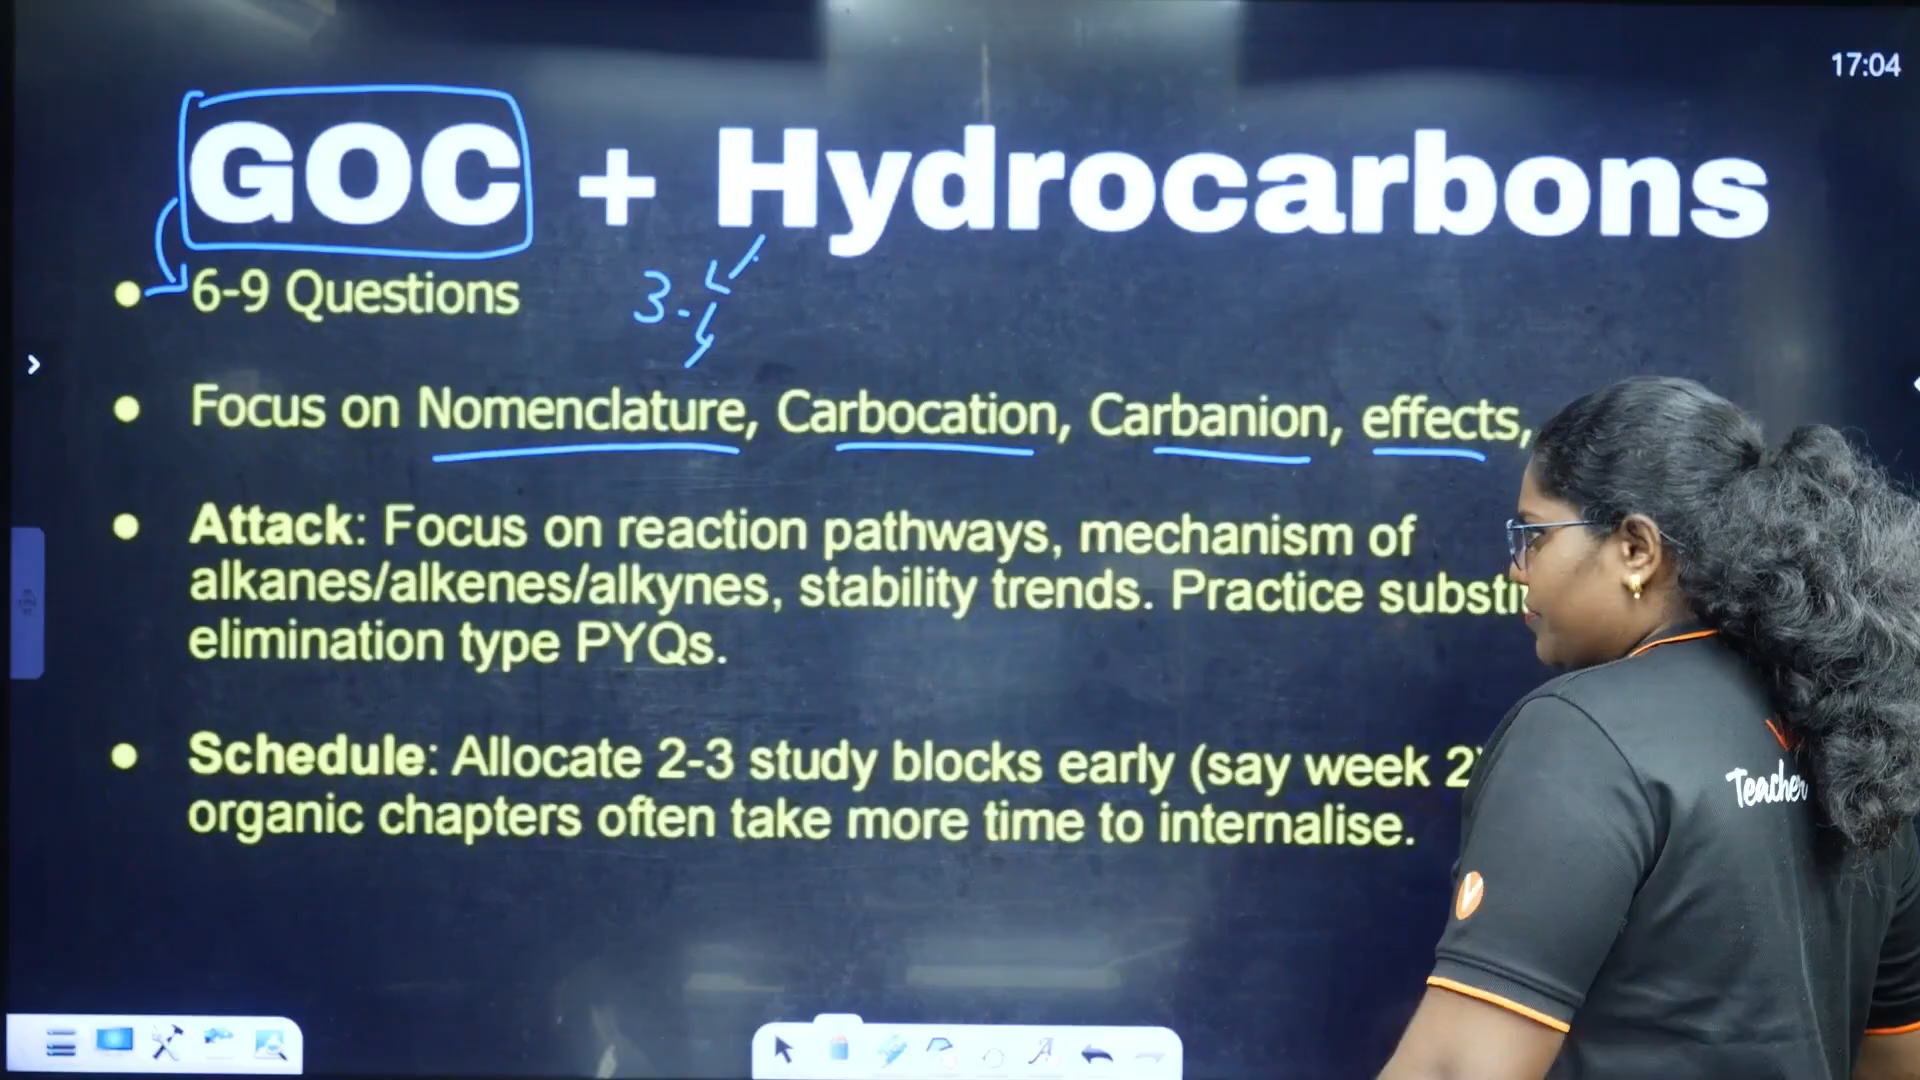 17:04
GOC + Hydrocarbons
6-9 Questions
3-4
Focus on Nomenclature, Carbocation, Carbanion, effects,
Attack: Focus on reaction pathways, mechanism of
alkanes/alkenes/alkynes, stability trends. Practice
elimination type PYQs.
Schedule: Allocate 2-3 study blocks early (say week 2)
organic chapters often take more time to internalise.
Teacher